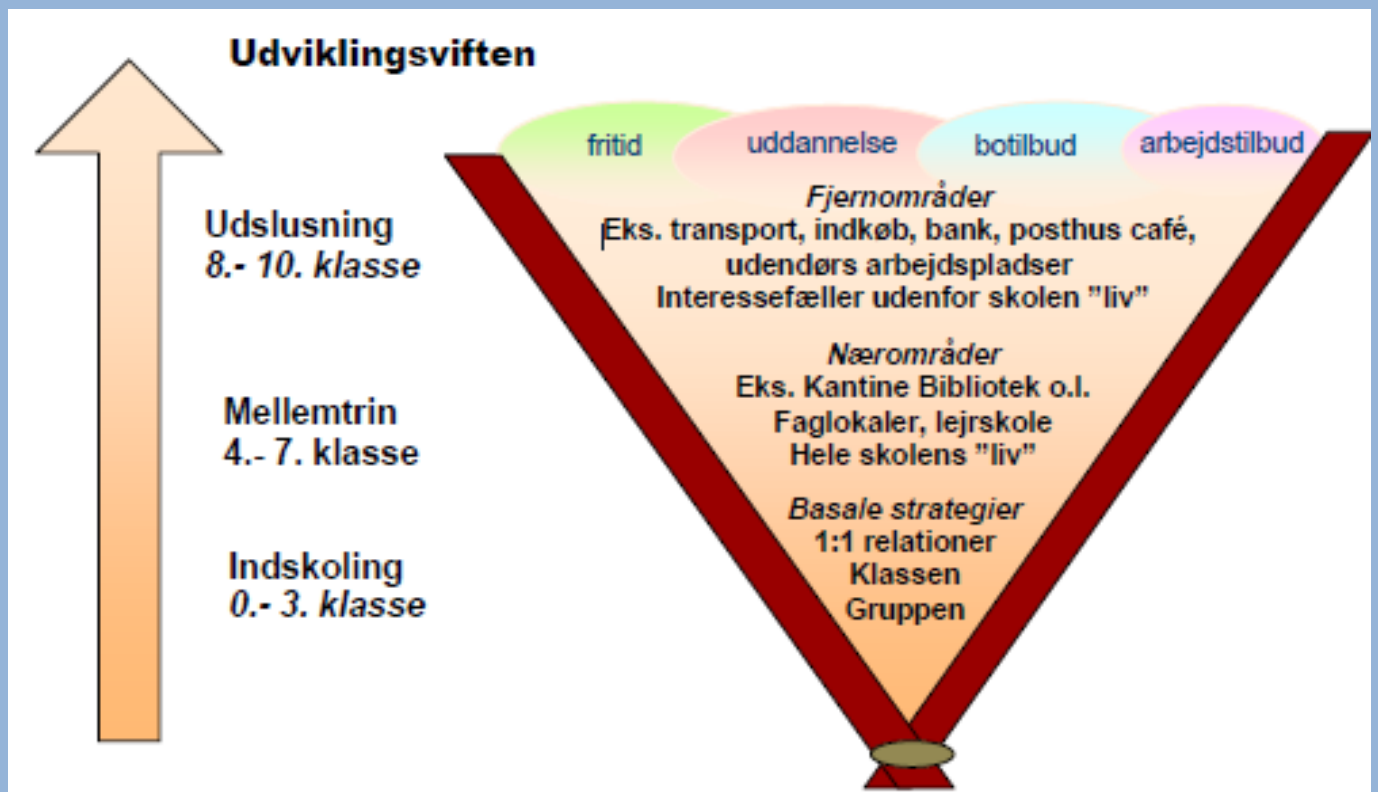 Udviklingsviften
fritid
uddannelse
botilbud
arbejdstilbud
Udslusning
8.- 10. klasse
Fjernområder
Eks. transport, indkøb, bank, posthus café,
udendørs arbejdspladser
Interessefæller udenfor skolen ”liv”
Mellemtrin
4.- 7. klasse
Nærområder
Eks. Kantine Bibliotek o.l.
Faglokaler, lejrskole
Hele skolens ”liv”
Indskoling
0.- 3. klasse
Basale strategier
1:1 relationer
Klassen
Gruppen